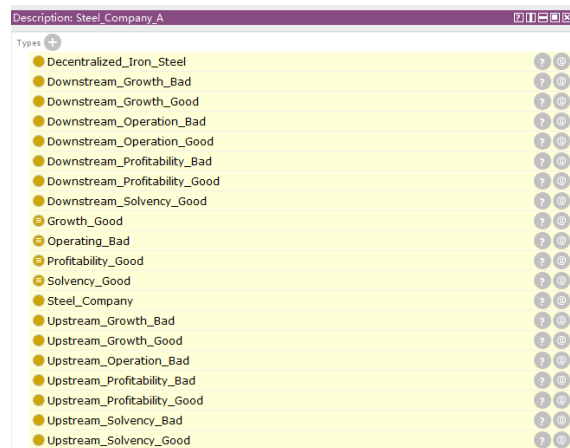 Description: Steel_Company_A
Types
Decentralized_Iron_Steel
Downstream_Growth_Bad
Downstream_Growth_Good
Downstream_Operation_Bad
Downstream_Operation_Good
Downstream_Profitability_Bad
Downstream_Profitability_Good
Downstream_Solvency_Good
Growth_Good
Operating_Bad
Profitability_Good
Solvency_Good
Steel_Company
Upstream_Growth_Bad
Upstream_Growth_Good
Upstream_Operation_Bad
Upstream_Profitability_Bad
Upstream_Profitability_Good
Upstream_Solvency_Bad
Upstream_Solvency_Good